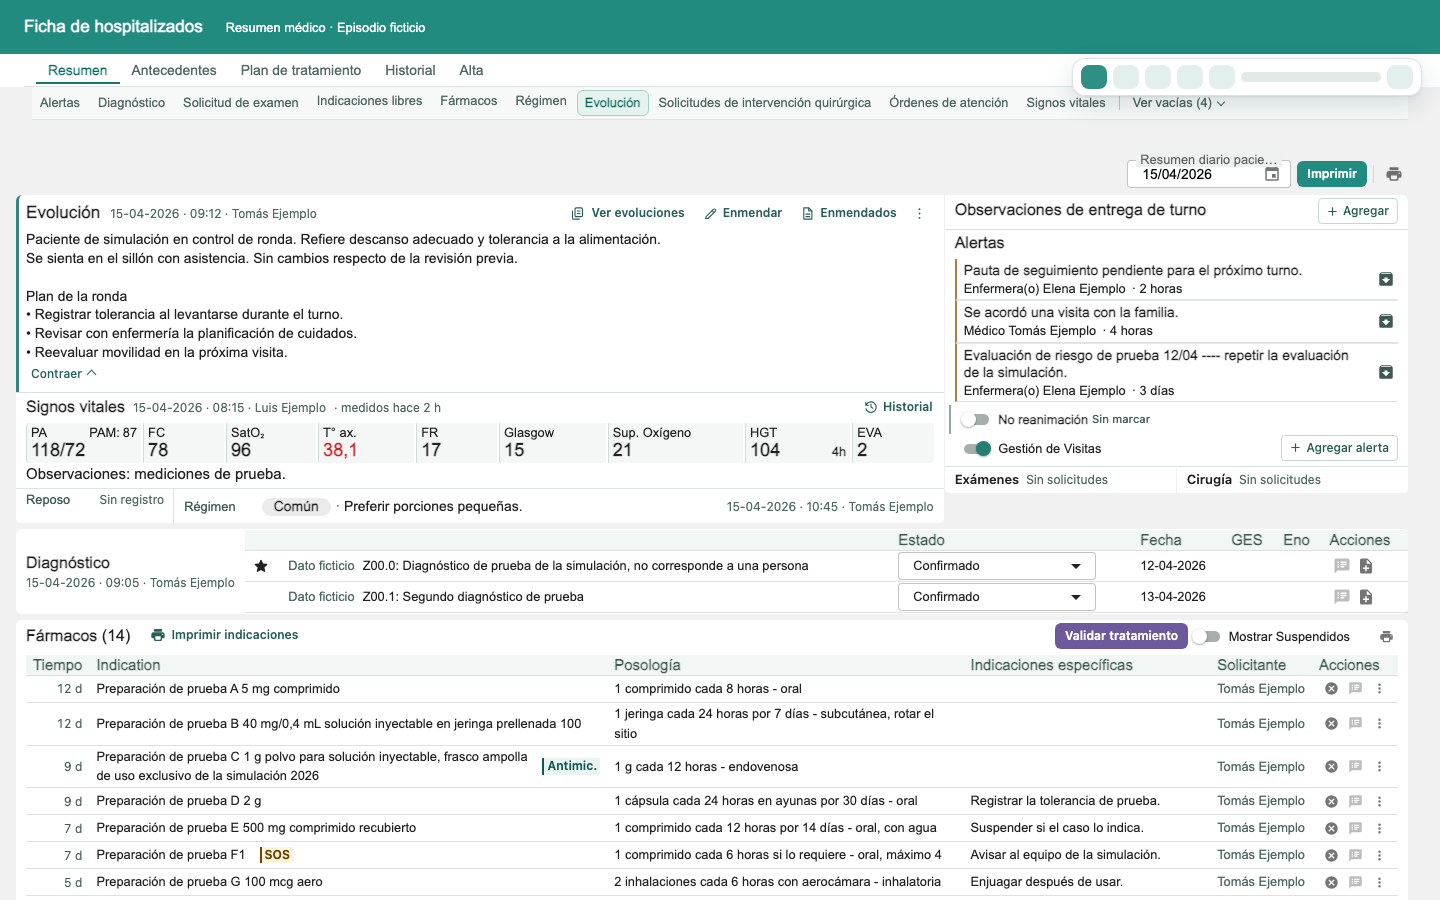 Ficha de hospitalizados Resumen médico · Episodio ficticio
Resumen Antecedentes Plan de tratamiento Historial Alta
Alertas Diagnóstico Solicitud de examen Indicaciones libres Fármacos Régimen Evolución Solicitudes de intervención quirúrgica Órdenes de atención Signos vitales Ver vacías (4)
Resumen diario pacie...
15/04/2026 Imprimir
Evolución 15-04-2026 · 09:12 · Tomás Ejemplo Ver evoluciones Enmendar Enmendados
Paciente de simulación en control de ronda. Refiere descanso adecuado y tolerancia a la alimentación.
Se sienta en el sillón con asistencia. Sin cambios respecto de la revisión previa.
Plan de la ronda
• Registrar tolerancia al levantarse durante el turno.
• Revisar con enfermería la planificación de cuidados.
• Reevaluar movilidad en la próxima visita.
Contraer
Signos vitales 15-04-2026 · 08:15 · Luis Ejemplo · medidos hace 2 h Historial
PA PAM: 87 FC SatO₂ T° ax. FR Glasgow Sup. Oxígeno HGT EVA
118/72 78 96 38,1 17 15 21 104 4h 2
Observaciones: mediciones de prueba.
Reposo Sin registro Régimen Común · Preferir porciones pequeñas. 15-04-2026 · 10:45 · Tomás Ejemplo
Observaciones de entrega de turno Agregar
Alertas
Pauta de seguimiento pendiente para el próximo turno.
Enfermera(o) Elena Ejemplo · 2 horas
Se acordó una visita con la familia.
Médico Tomás Ejemplo · 4 horas
Evaluación de riesgo de prueba 12/04 ---- repetir la evaluación
de la simulación.
Enfermera(o) Elena Ejemplo · 3 días
No reanimación Sin marcar
Gestión de Visitas Agregar alerta
Exámenes Sin solicitudes Cirugía Sin solicitudes
Diagnóstico
15-04-2026 · 09:05 · Tomás Ejemplo
Estado Fecha GES Eno Acciones
Dato ficticio Z00.0: Diagnóstico de prueba de la simulación, no corresponde a una persona Confirmado 12-04-2026
Dato ficticio Z00.1: Segundo diagnóstico de prueba Confirmado 13-04-2026
Fármacos (14) Imprimir indicaciones Validar tratamiento Mostrar Suspendidos
Tiempo Indication Posología Indicaciones específicas Solicitante Acciones
12 d Preparación de prueba A 5 mg comprimido 1 comprimido cada 8 horas - oral Tomás Ejemplo
12 d Preparación de prueba B 40 mg/0,4 mL solución inyectable en jeringa prellenada 100 1 jeringa cada 24 horas por 7 días - subcutánea, rotar el Tomás Ejemplo
sitio
9 d Preparación de prueba C 1 g polvo para solución inyectable, frasco ampolla Antimic. 1 g cada 12 horas - endovenosa Tomás Ejemplo
de uso exclusivo de la simulación 2026
9 d Preparación de prueba D 2 g 1 cápsula cada 24 horas en ayunas por 30 días - oral Registrar la tolerancia de prueba. Tomás Ejemplo
7 d Preparación de prueba E 500 mg comprimido recubierto 1 comprimido cada 12 horas por 14 días - oral, con agua Suspender si el caso lo indica. Tomás Ejemplo
7 d Preparación de prueba F1 SOS 1 comprimido cada 6 horas si lo requiere - oral, máximo 4 Avisar al equipo de la simulación. Tomás Ejemplo
5 d Preparación de prueba G 100 mcg aero 2 inhalaciones cada 6 horas con aerocámara - inhalatoria Enjuagar después de usar. Tomás Ejemplo